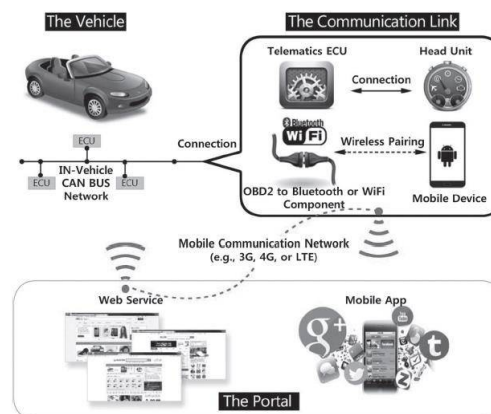 The Vehicle
The Communication Link
Telematics ECU
Head Unit
Connection
Bluetooth
WiFi
Wireless Pairing
OBD2 to Bluetooth or WiFi
Component
Mobile Device
Connection
ECU
ECU
ECU
IN-Vehicle
CAN BUS
Network
Mobile Communication Network
(e.g., 3G, 4G, or LTE)
Web Service
Mobile App
g+
t
The Portal